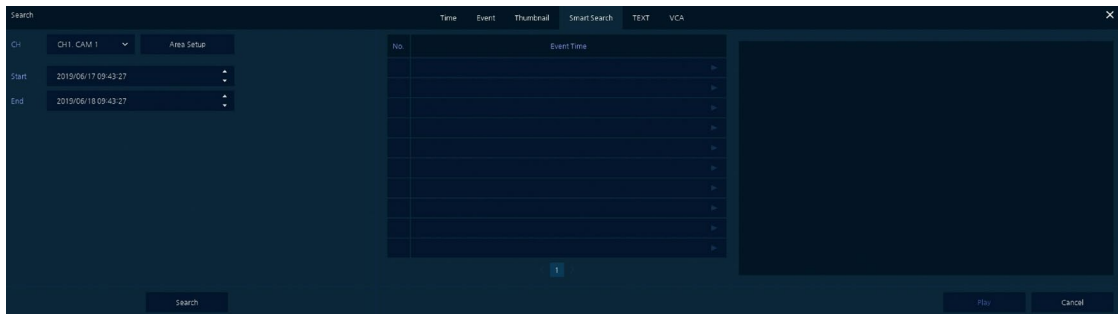 Search
Time Event Thumbnail Smart Search TEXT VCA
CH CH1. CAM 1 Area Setup
No. Event Time
Start 2019/06/17 09:43:27
End 2019/06/18 09:43:27
1
Search Play Cancel